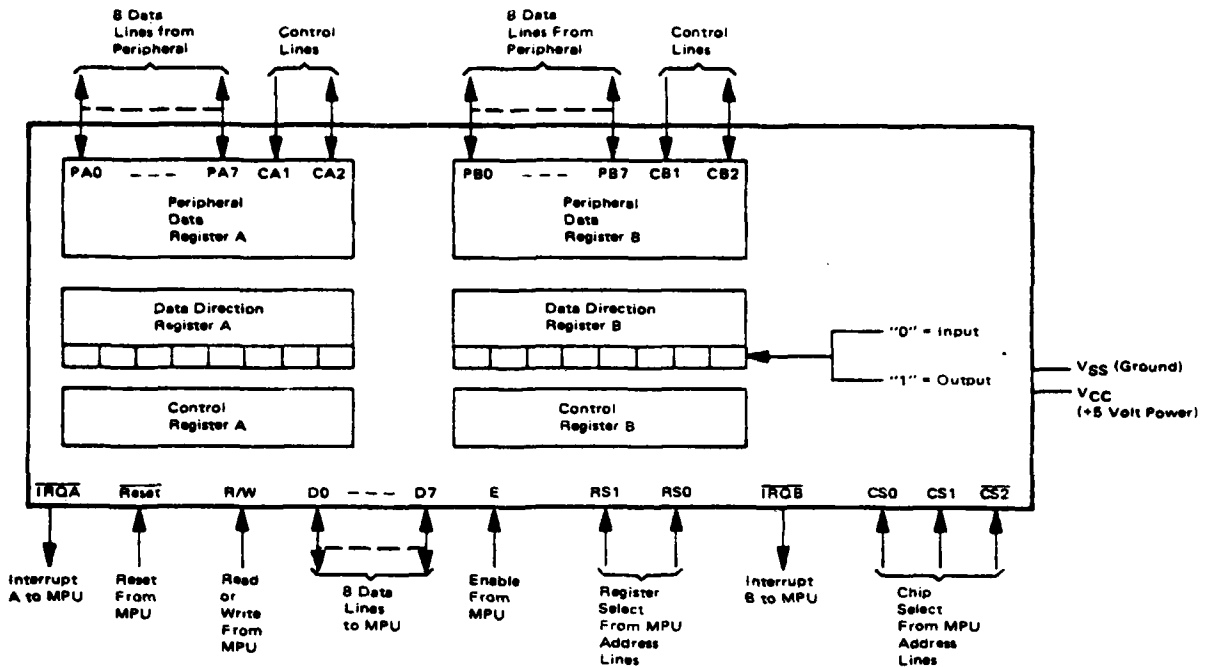 8 Data
Lines from
Peripheral
Control
Lines
8 Data
Lines From
Peripheral
Control
Lines
PA0 --- PA7 CA1 CA2
Peripheral
Data
Register A
PB0 --- PB7 CB1 CB2
Peripheral
Data
Register B
Data Direction
Register A
Data Direction
Register B
"0" = Input
"1" = Output
Control
Register A
Control
Register B
VSS (Ground)
VCC
(+5 Volt Power)
IRQA Reset R/W D0 --- D7 E RS1 RS0 IRQB CS0 CS1 CS2
Interrupt
A to MPU
Reset
From
MPU
Read
or
Write
From
MPU
8 Data
Lines
to MPU
Enable
From
MPU
Register
Select
From MPU
Address
Lines
Interrupt
B to MPU
Chip
Select
From MPU
Address
Lines